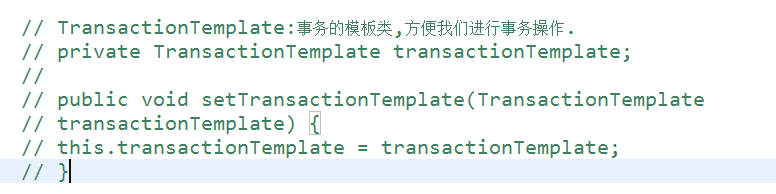 // TransactionTemplate:事务的模板类,方便我们进行事务操作.
// private TransactionTemplate transactionTemplate;
//
// public void setTransactionTemplate(TransactionTemplate
// transactionTemplate) {
// this.transactionTemplate = transactionTemplate;
// }